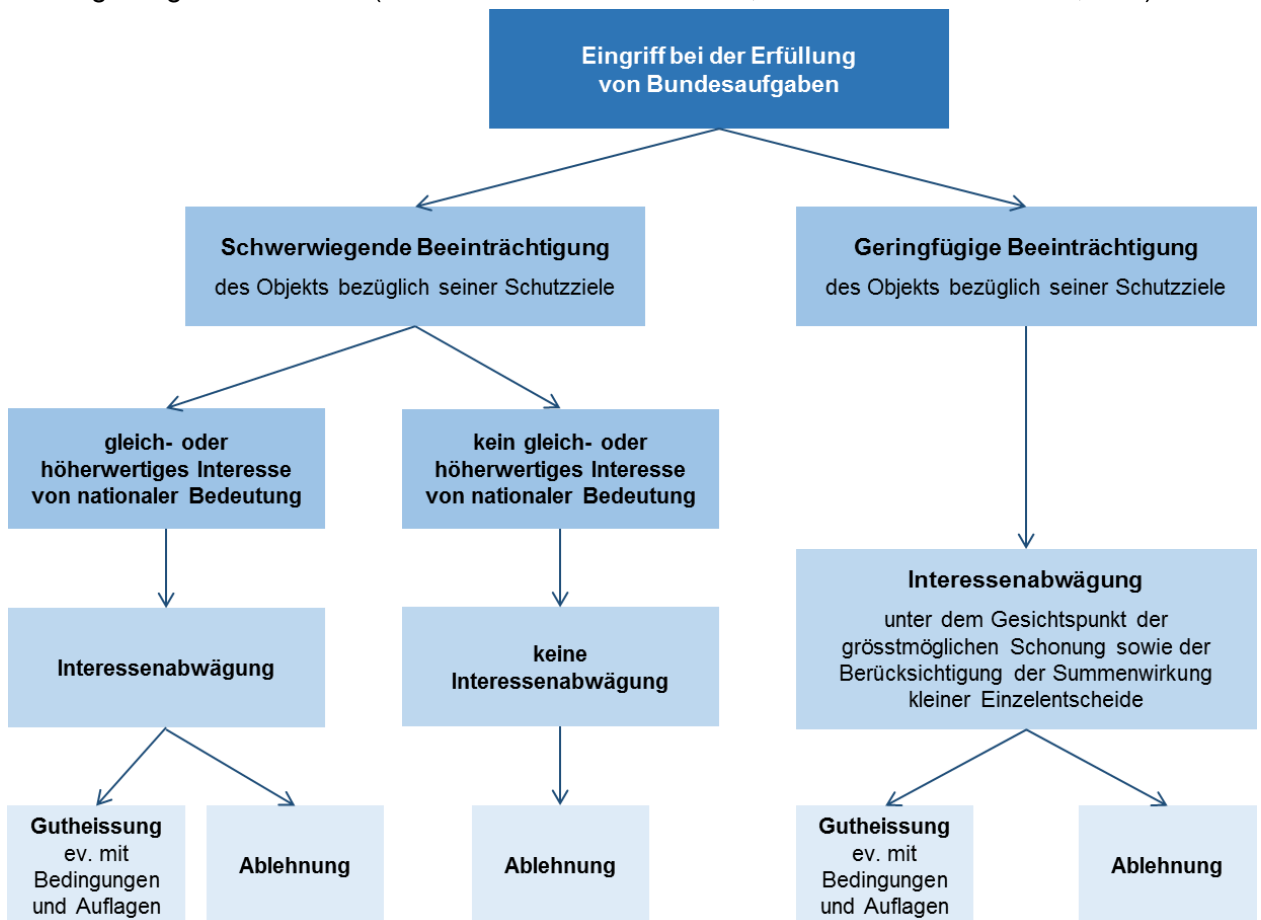 Eingriff bei der Erfüllung
von Bundesaufgaben
Schwerwiegende Beeinträchtigung
des Objekts bezüglich seiner Schutzziele
Geringfügige Beeinträchtigung
des Objekts bezüglich seiner Schutzziele
gleich- oder
höherwertiges Interesse
von nationaler Bedeutung
kein gleich- oder
höherwertiges Interesse
von nationaler Bedeutung
Interessenabwägung
unter dem Gesichtspunkt der
grösstmöglichen Schonung sowie der
Berücksichtigung der Summenwirkung
kleiner Einzelentscheide
Interessenabwägung
keine
Interessenabwägung
Gutheissung
ev. mit
Bedingungen
und Auflagen
Ablehnung
Ablehnung
Gutheissung
ev. mit
Bedingungen
und Auflagen
Ablehnung